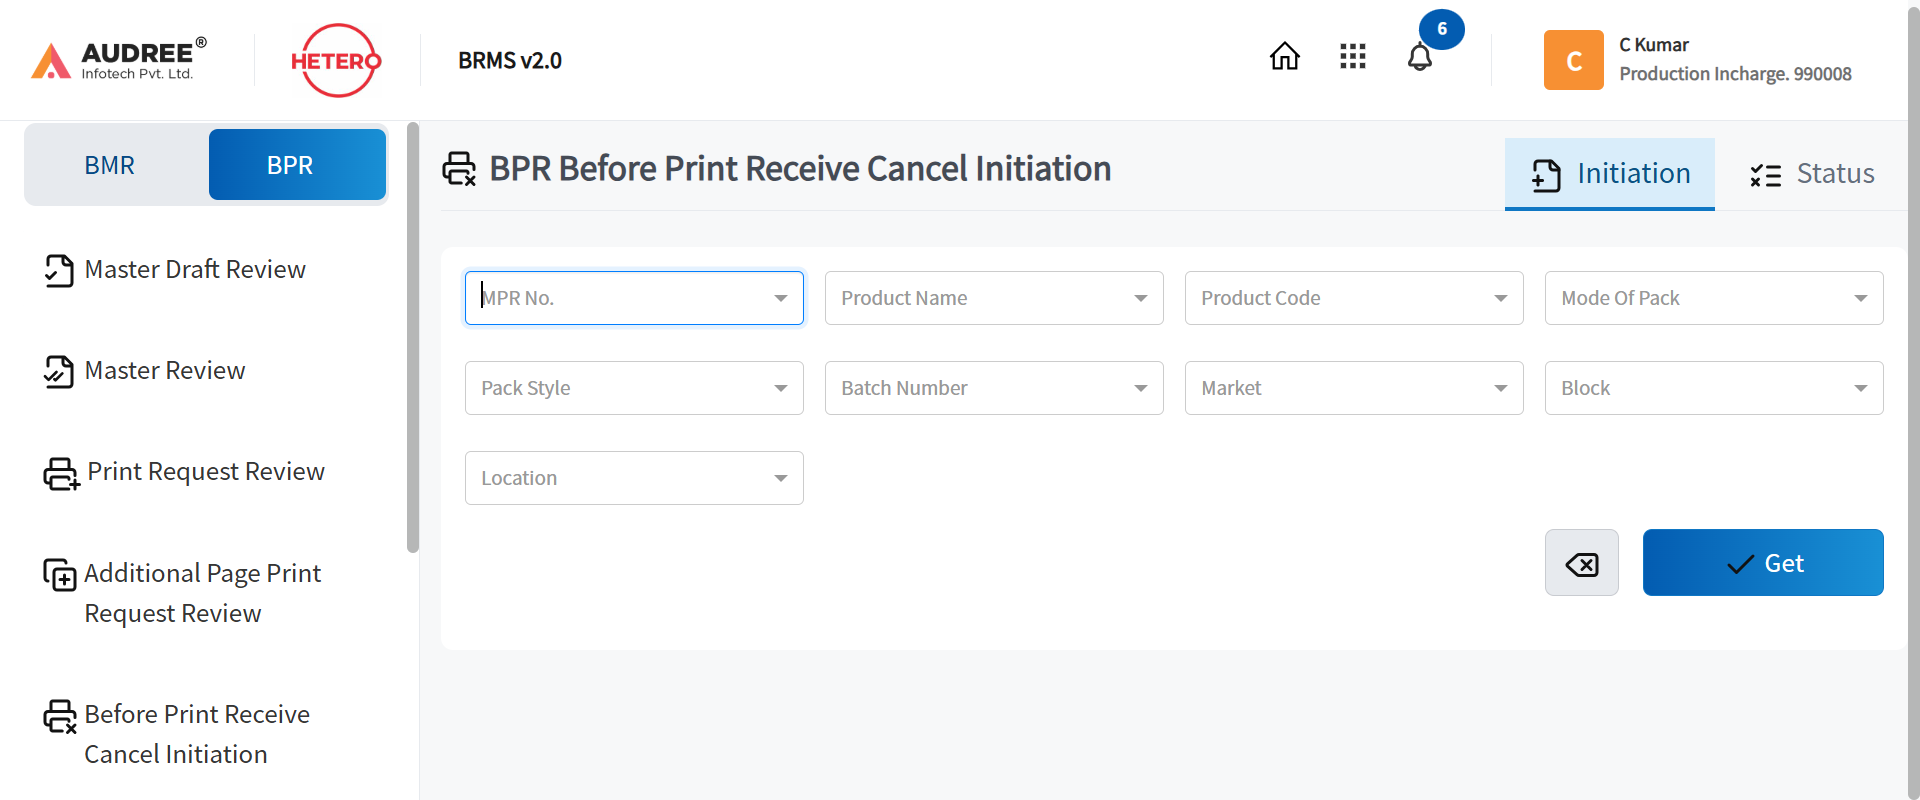 AUDREE®
Infotech Pvt. Ltd.
HETERO
BRMS v2.0
6
C
C Kumar
Production Incharge. 990008
BMR
BPR
Master Draft Review
Master Review
Print Request Review
Additional Page Print
Request Review
Before Print Receive
Cancel Initiation
BPR Before Print Receive Cancel Initiation
Initiation
Status
MPR No.
Product Name
Product Code
Mode Of Pack
Pack Style
Batch Number
Market
Block
Location
Get